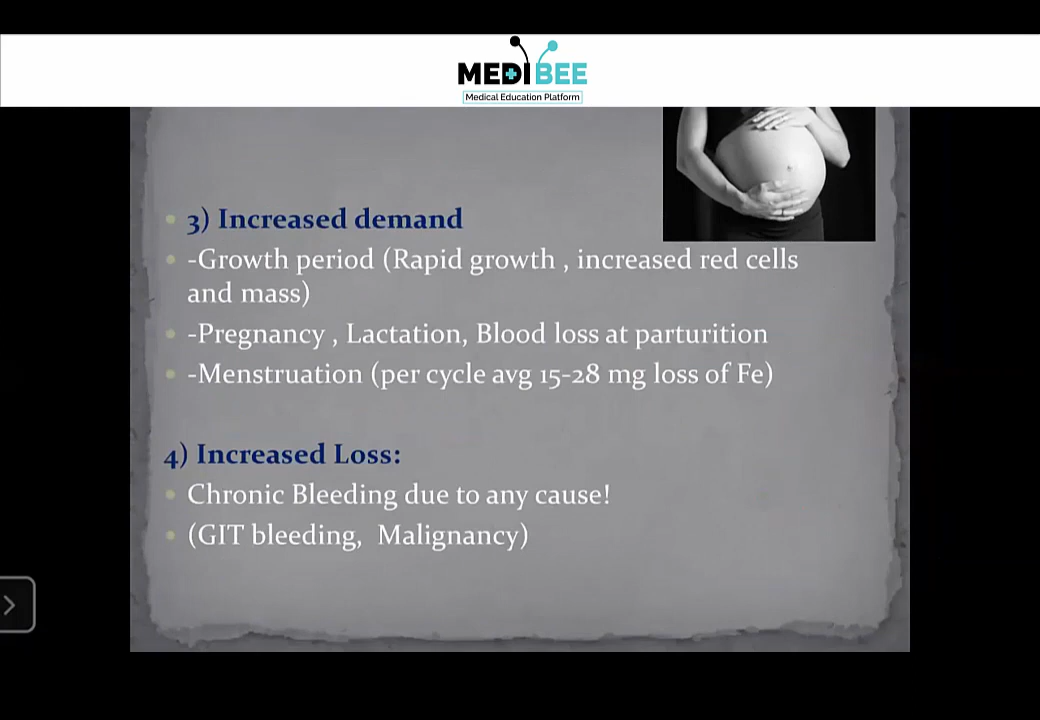 MEDIBEE
Medical Education Platform
3) Increased demand
-Growth period (Rapid growth , increased red cells
and mass)
-Pregnancy , Lactation, Blood loss at parturition
-Menstruation (per cycle avg 15-28 mg loss of Fe)
4) Increased Loss:
Chronic Bleeding due to any cause!
(GIT bleeding,  Malignancy)